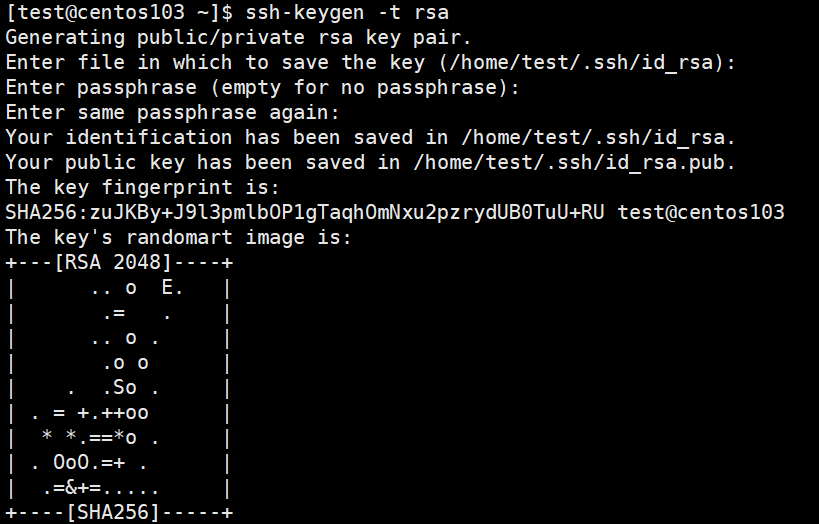 [test@centos103 ~]$ ssh-keygen -t rsa
Generating public/private rsa key pair.
Enter file in which to save the key (/home/test/.ssh/id_rsa):
Enter passphrase (empty for no passphrase):
Enter same passphrase again:
Your identification has been saved in /home/test/.ssh/id_rsa.
Your public key has been saved in /home/test/.ssh/id_rsa.pub.
The key fingerprint is:
SHA256:zuJKBy+J9l3pmlbOP1gTaqhOmNxu2pzrydUB0TuU+RU test@centos103
The key's randomart image is:
+---[RSA 2048]----+
|      .. o  E.   |
|       .=   .    |
|      .. o .     |
|       .o o      |
|    .  .So .     |
| . = +.++oo      |
|  * *.==*o .     |
| . OoO.=+ .      |
|  .=&+=.....     |
+----[SHA256]-----+